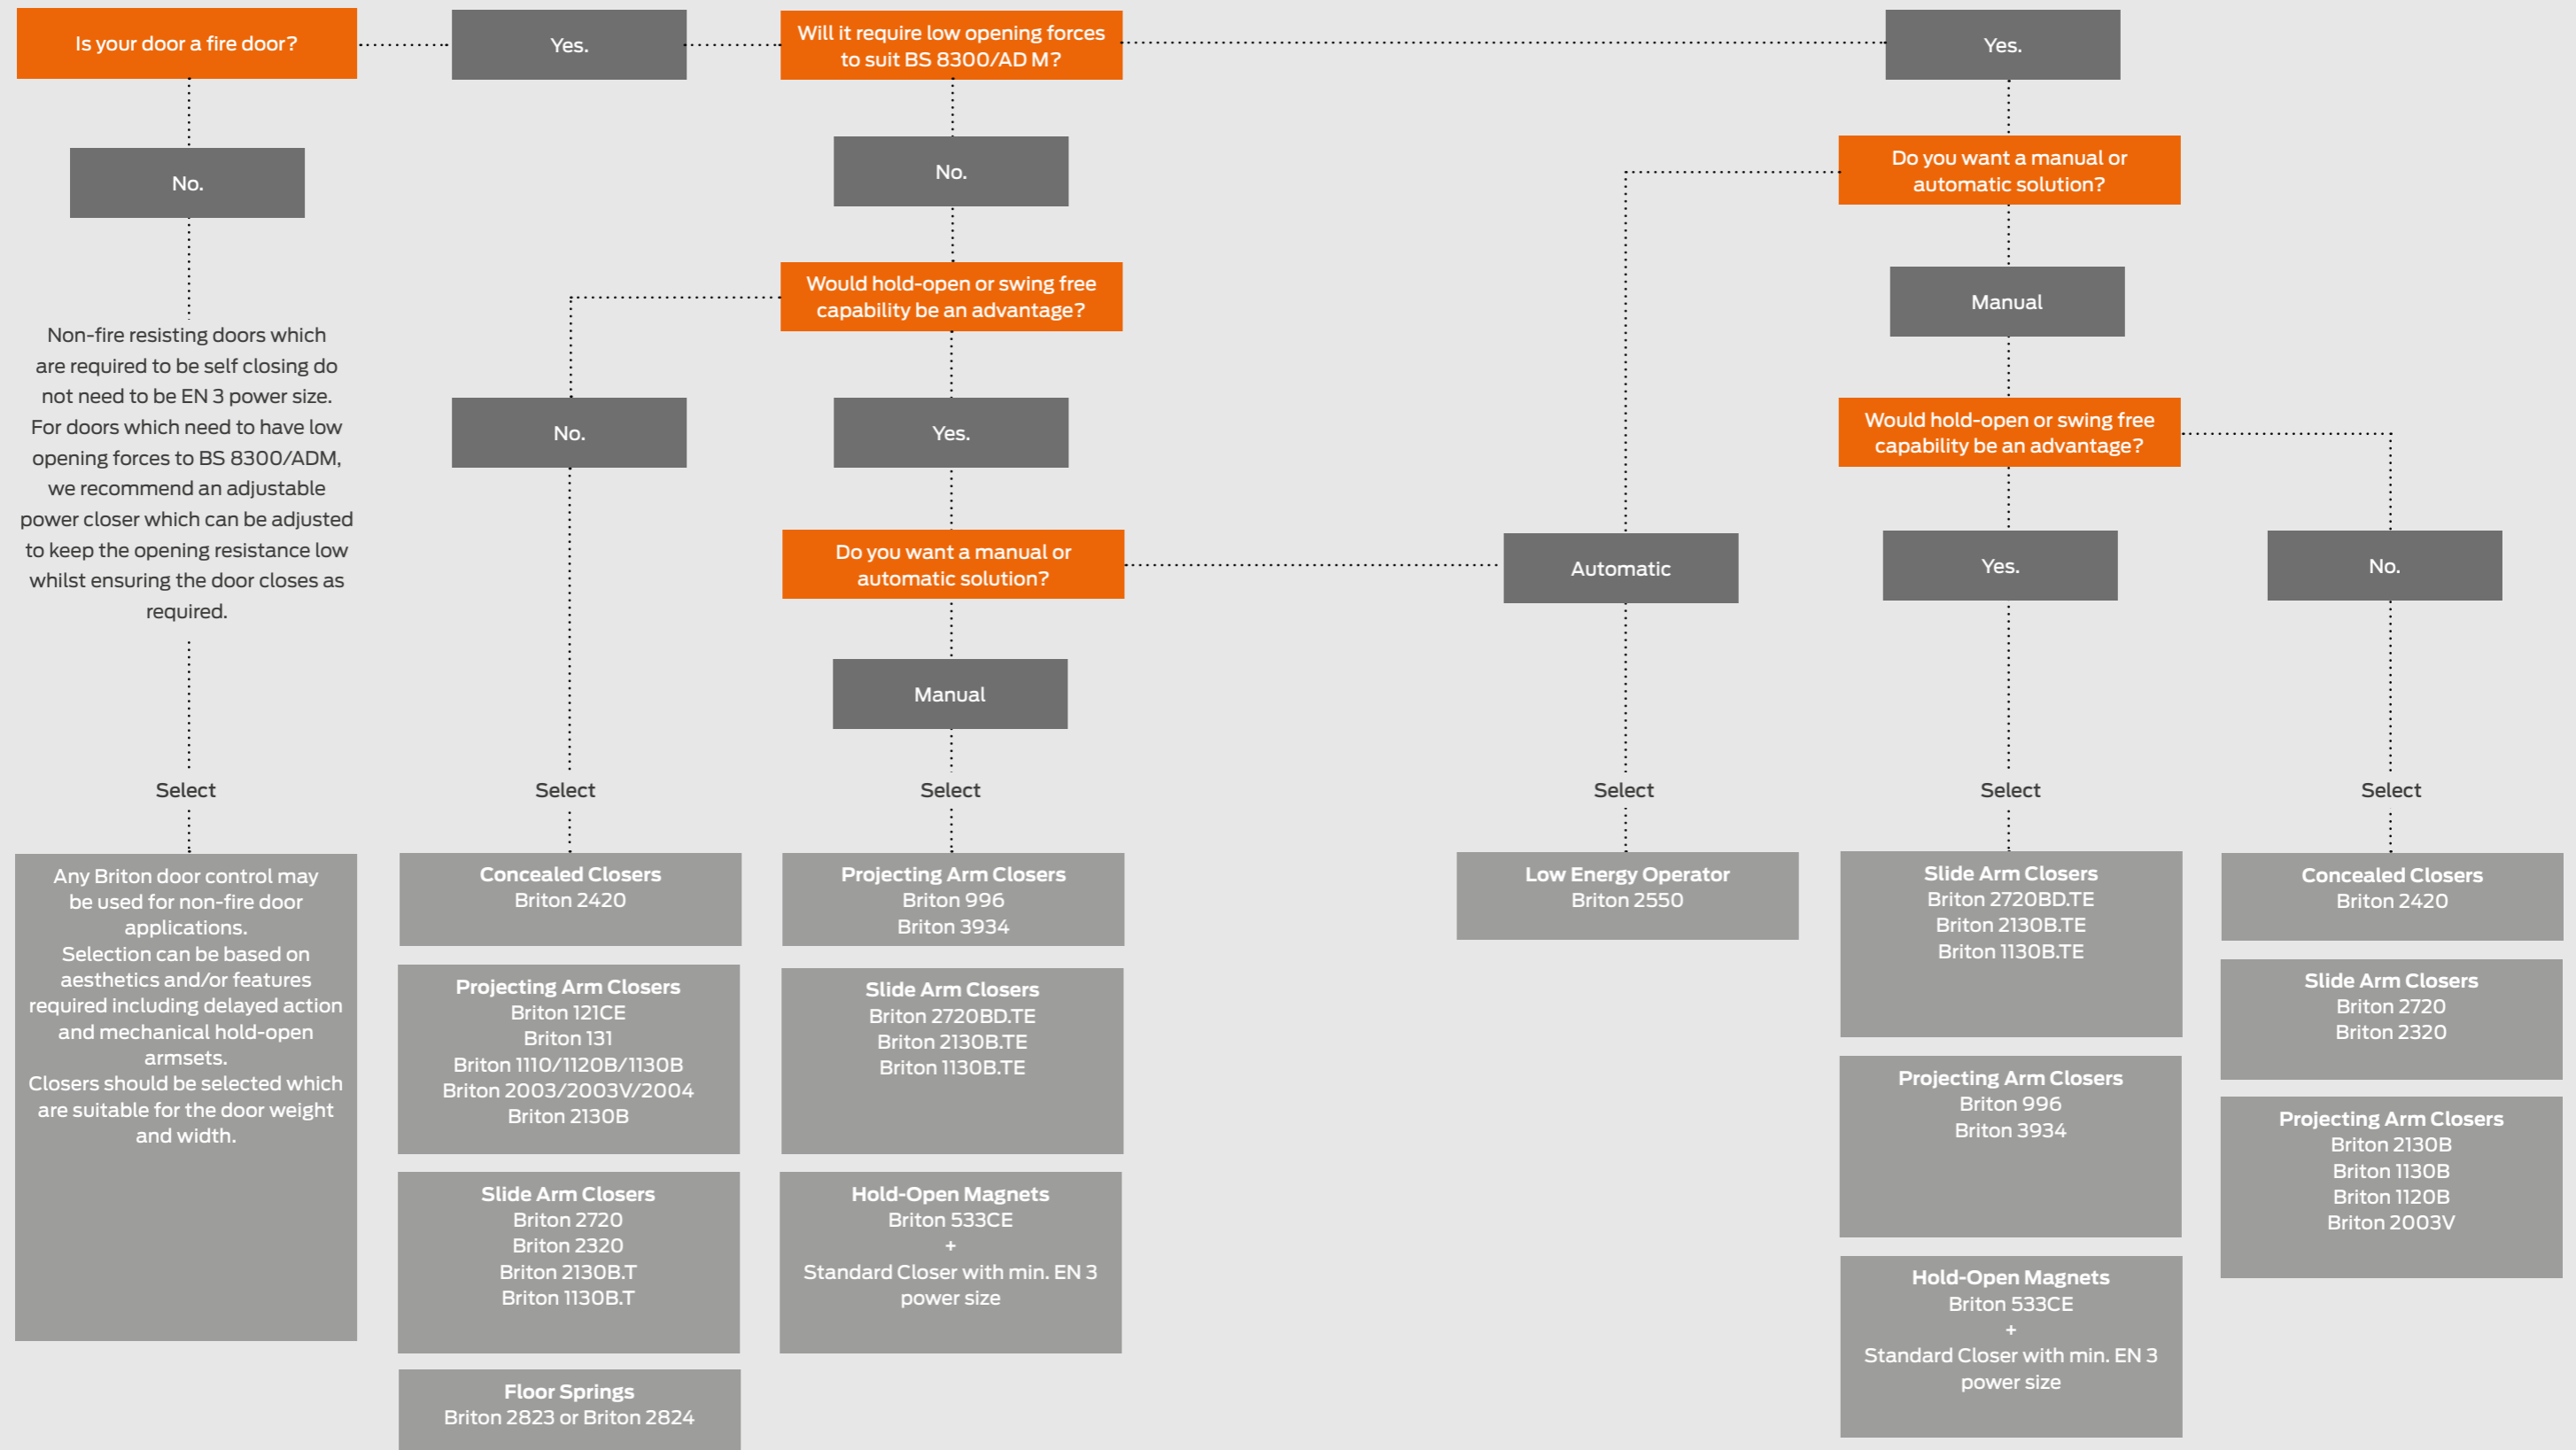 Is your door a fire door?
Yes.
Will it require low opening forces
to suit BS 8300/AD M?
Yes.
No.
No.
Do you want a manual or
automatic solution?
Would hold-open or swing free
capability be an advantage?
Manual
Non-fire resisting doors which
are required to be self closing do
not need to be EN 3 power size.
For doors which need to have low
opening forces to BS 8300/ADM,
we recommend an adjustable
power closer which can be adjusted
to keep the opening resistance low
whilst ensuring the door closes as
required.
No.
Yes.
Would hold-open or swing free
capability be an advantage?
Do you want a manual or
automatic solution?
Automatic
Yes.
No.
Manual
Select
Select
Select
Select
Select
Select
Any Briton door control may
be used for non-fire door
applications.
Selection can be based on
aesthetics and/or features
required including delayed action
and mechanical hold-open
armsets.
Closers should be selected which
are suitable for the door weight
and width.
Concealed Closers
Briton 2420
Projecting Arm Closers
Briton 121CE
Briton 131
Briton 1110/1120B/1130B
Briton 2003/2003V/2004
Briton 2130B
Slide Arm Closers
Briton 2720
Briton 2320
Briton 2130B.T
Briton 1130B.T
Floor Springs
Briton 2823 or Briton 2824
Projecting Arm Closers
Briton 996
Briton 3934
Slide Arm Closers
Briton 2720BD.TE
Briton 2130B.TE
Briton 1130B.TE
Hold-Open Magnets
Briton 533CE
+
Standard Closer with min. EN 3
power size
Low Energy Operator
Briton 2550
Slide Arm Closers
Briton 2720BD.TE
Briton 2130B.TE
Briton 1130B.TE
Projecting Arm Closers
Briton 996
Briton 3934
Hold-Open Magnets
Briton 533CE
+
Standard Closer with min. EN 3
power size
Concealed Closers
Briton 2420
Slide Arm Closers
Briton 2720
Briton 2320
Projecting Arm Closers
Briton 2130B
Briton 1130B
Briton 1120B
Briton 2003V